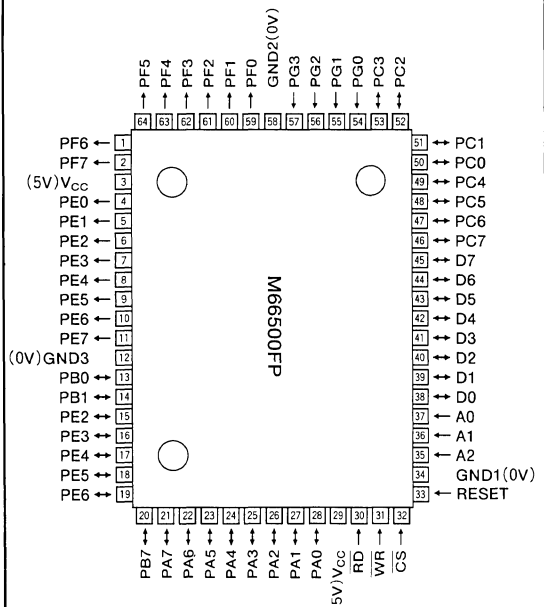 PF5 PF4 PF3 PF2 PF1 PF0 GND2(0V) PG3 PG2 PG1 PG0 PC3 PC2
64 63 62 61 60 59 58 57 56 55 54 53 52
PF6 ← 1
PF7 ← 2
(5V)VCC 3
PE0 ← 4
PE1 ← 5
PE2 ← 6
PE3 ← 7
PE4 ← 8
PE5 ← 9
PE6 ← 10
PE7 ← 11
(0V)GND3 12
PB0 ↔ 13
PB1 ↔ 14
PE2 ↔ 15
PE3 ↔ 16
PE4 ↔ 17
PE5 ↔ 18
PE6 ↔ 19
M66500FP
51 ↔ PC1
50 ↔ PC0
49 ↔ PC4
48 ↔ PC5
47 ↔ PC6
46 ↔ PC7
45 ↔ D7
44 ↔ D6
43 ↔ D5
42 ↔ D4
41 ↔ D3
40 ↔ D2
39 ↔ D1
38 ↔ D0
37 ← A0
36 ← A1
35 ← A2
34 GND1(0V)
33 ← RESET
20 21 22 23 24 25 26 27 28 29 30 31 32
PB7 PA7 PA6 PA5 PA4 PA3 PA2 PA1 PA0 5V)VCC R̅D̅ W̅R̅ C̅S̅